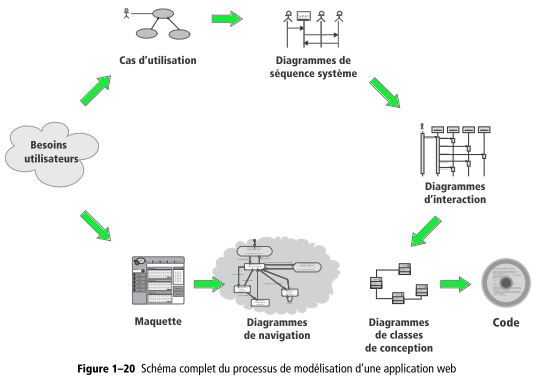 Cas d’utilisation
Diagrammes de
séquence système
Besoins
utilisateurs
Diagrammes
d’interaction
Maquette
Diagrammes
de navigation
Diagrammes
de classes
de conception
Code
Figure 1–20 Schéma complet du processus de modélisation d’une application web